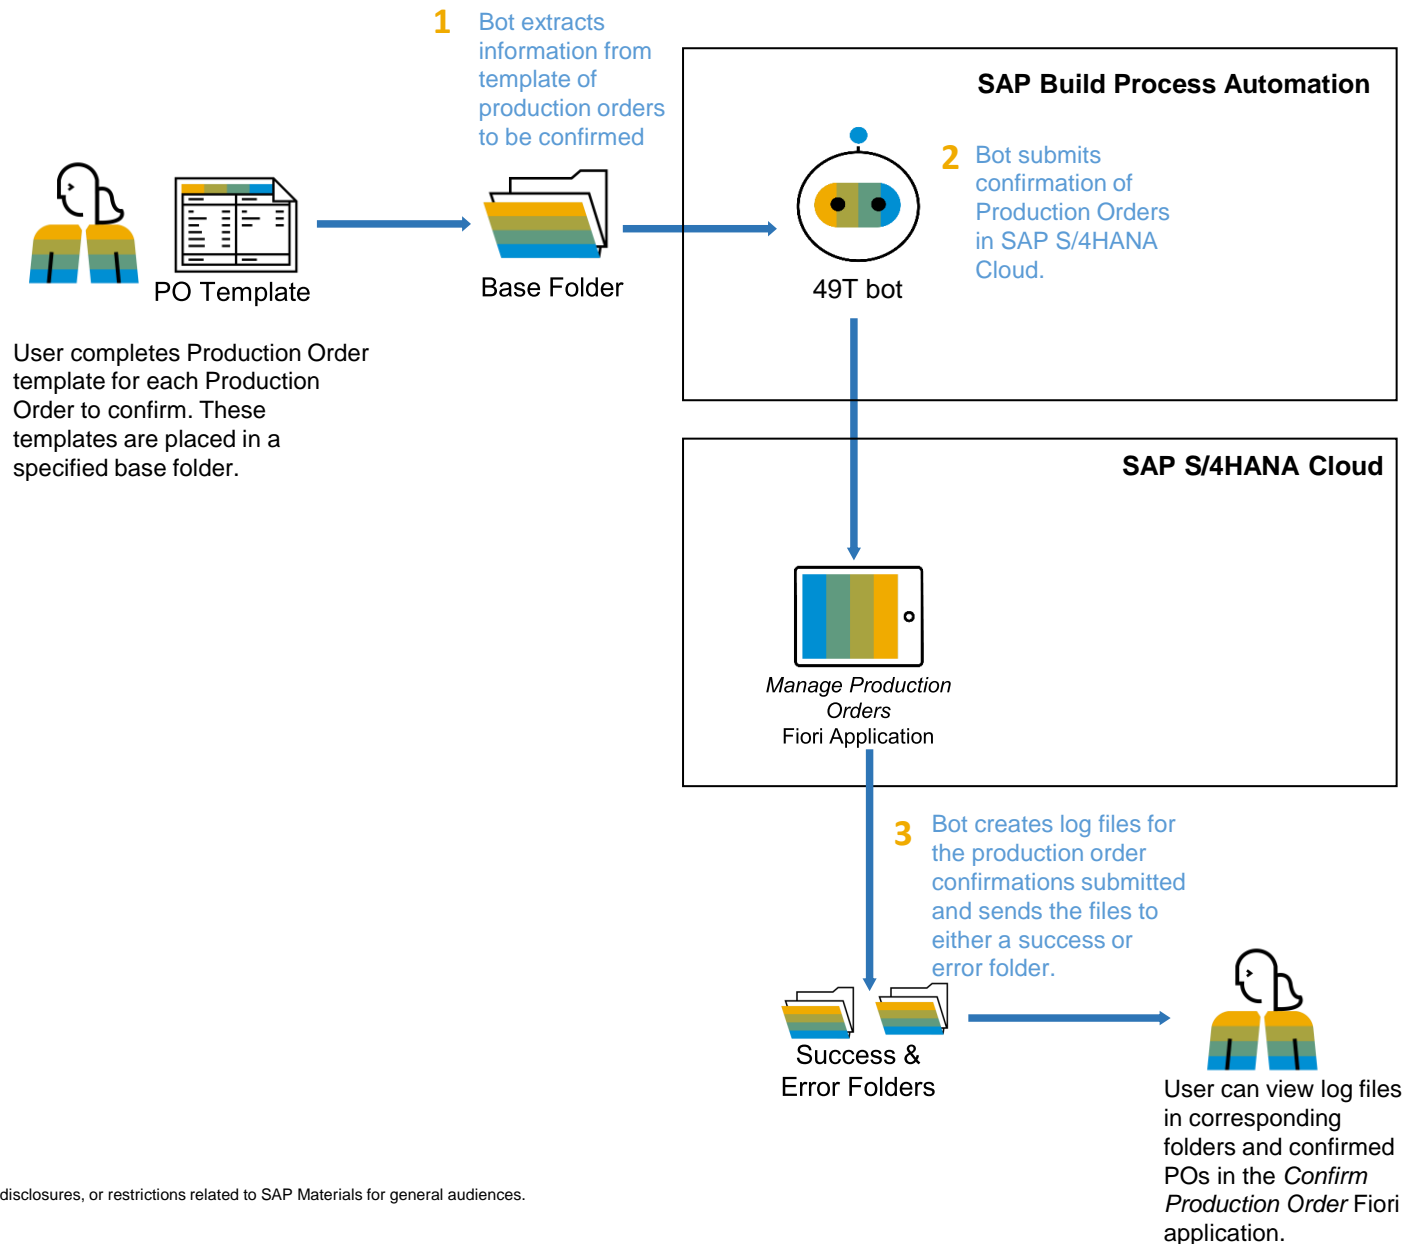 1
Bot extracts
information from
template of
production orders
to be confirmed
SAP Build Process Automation
2
Bot submits
confirmation of
Production Orders
in SAP S/4HANA
Cloud.
PO Template
Base Folder
49T bot
User completes Production Order
template for each Production
Order to confirm. These
templates are placed in a
specified base folder.
SAP S/4HANA Cloud
Manage Production
Orders
Fiori Application
3
Bot creates log files for
the production order
confirmations submitted
and sends the files to
either a success or
error folder.
Success &
Error Folders
User can view log files
in corresponding
folders and confirmed
POs in the Confirm
Production Order Fiori
application.
disclosures, or restrictions related to SAP Materials for general audiences.